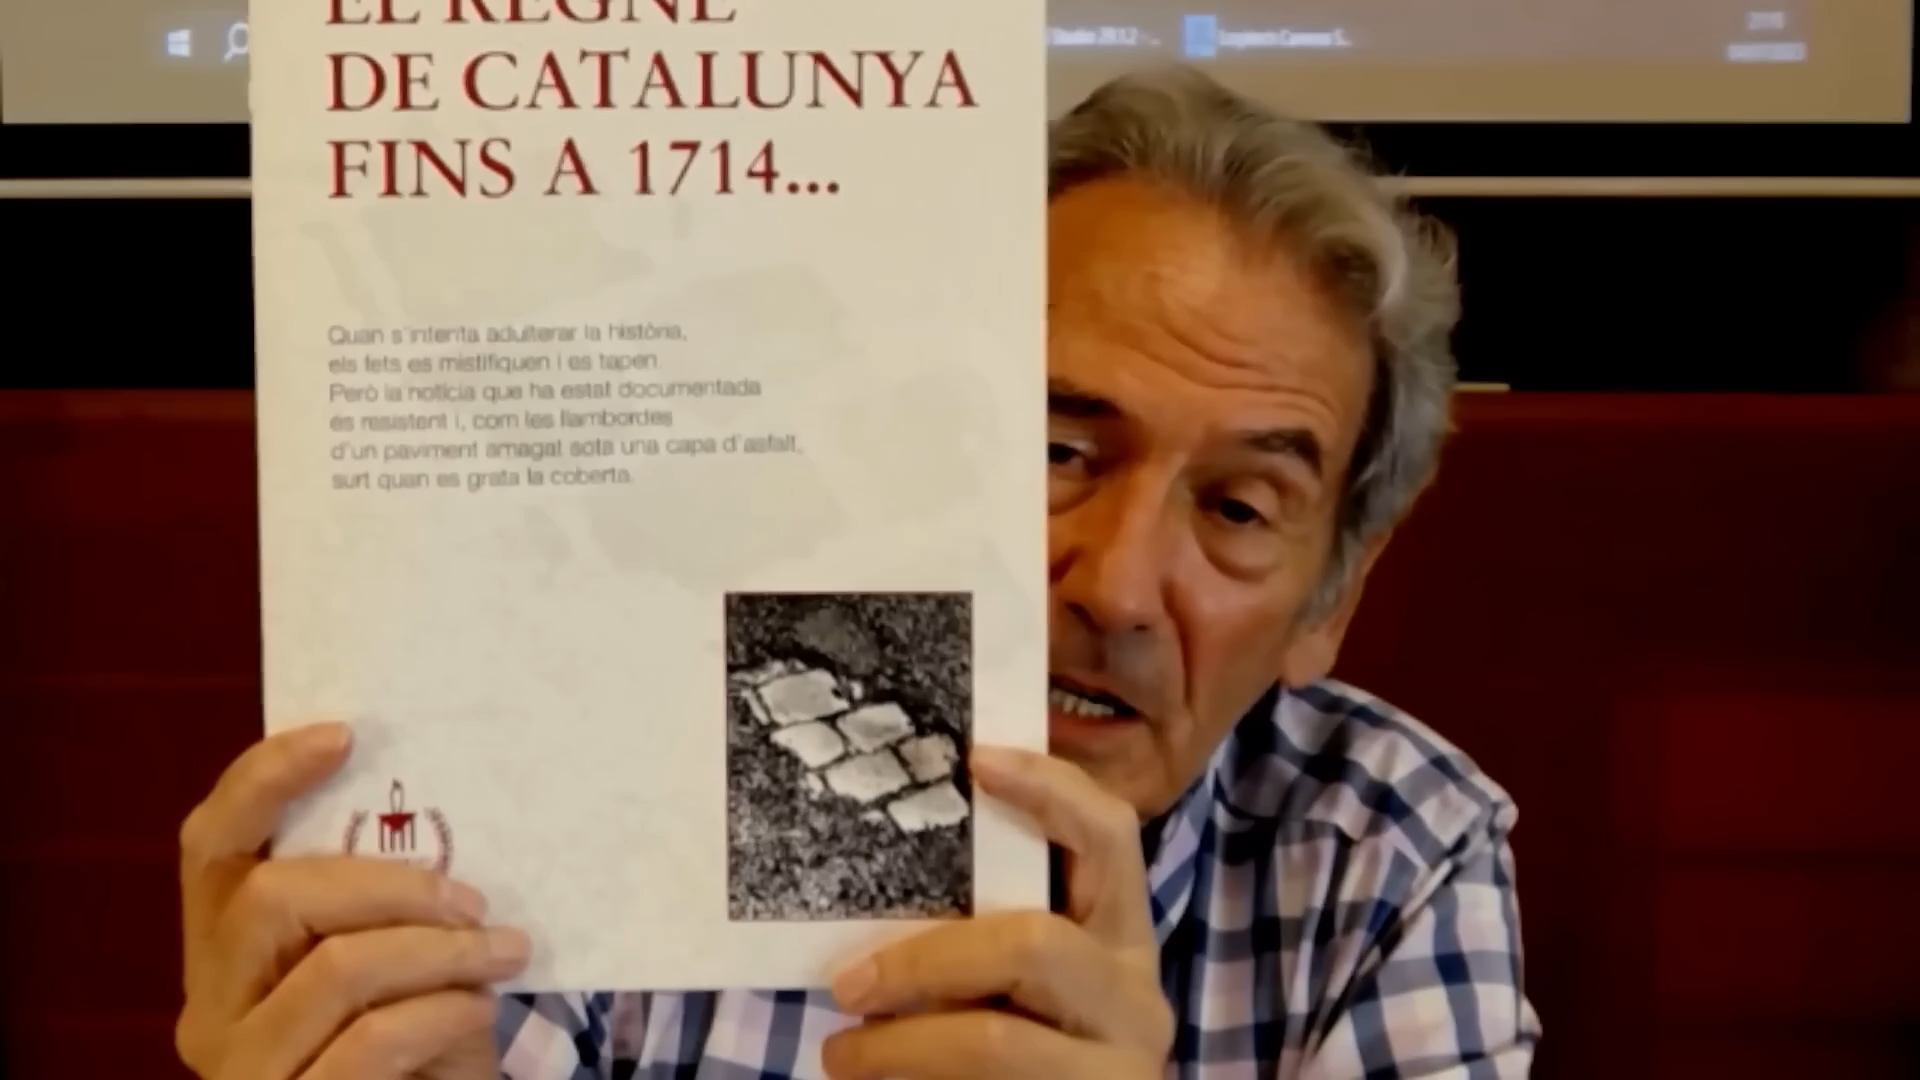 EL REGNE
DE CATALUNYA
FINS A 1714...
Quan s'intenta adulterar la història,
els fets es mistifiquen i es tapen.
Però la notícia que ha estat documentada
és resistent i, com les llambordes
d'un paviment amagat sota una capa d'asfalt,
surt quan es grata la coberta.